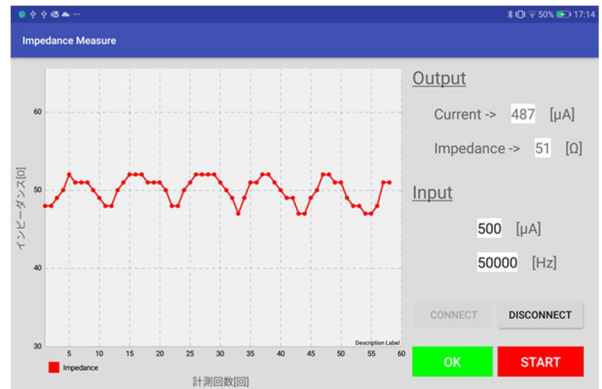 50% 17:14
Impedance Measure
Output
Current -> 487 [μA]
Impedance -> 51 [Ω]
Input
500 [μA]
50000 [Hz]
CONNECT DISCONNECT
OK START
インピーダンス[Ω]
60
50
40
30
5 10 15 20 25 30 35 40 45 50 55 60
Description Label
Impedance
計測回数[回]